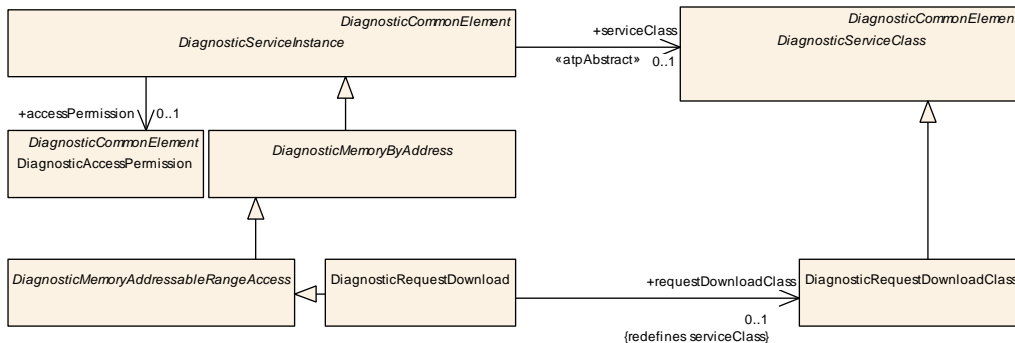 DiagnosticCommonElement
DiagnosticServiceInstance
+serviceClass
«atpAbstract» 0..1
DiagnosticCommonElement
DiagnosticServiceClass
+accessPermission 0..1
DiagnosticCommonElement
DiagnosticAccessPermission
DiagnosticMemoryByAddress
DiagnosticMemoryAddressableRangeAccess
DiagnosticRequestDownload
+requestDownloadClass
0..1
{redefines serviceClass}
DiagnosticRequestDownloadClass